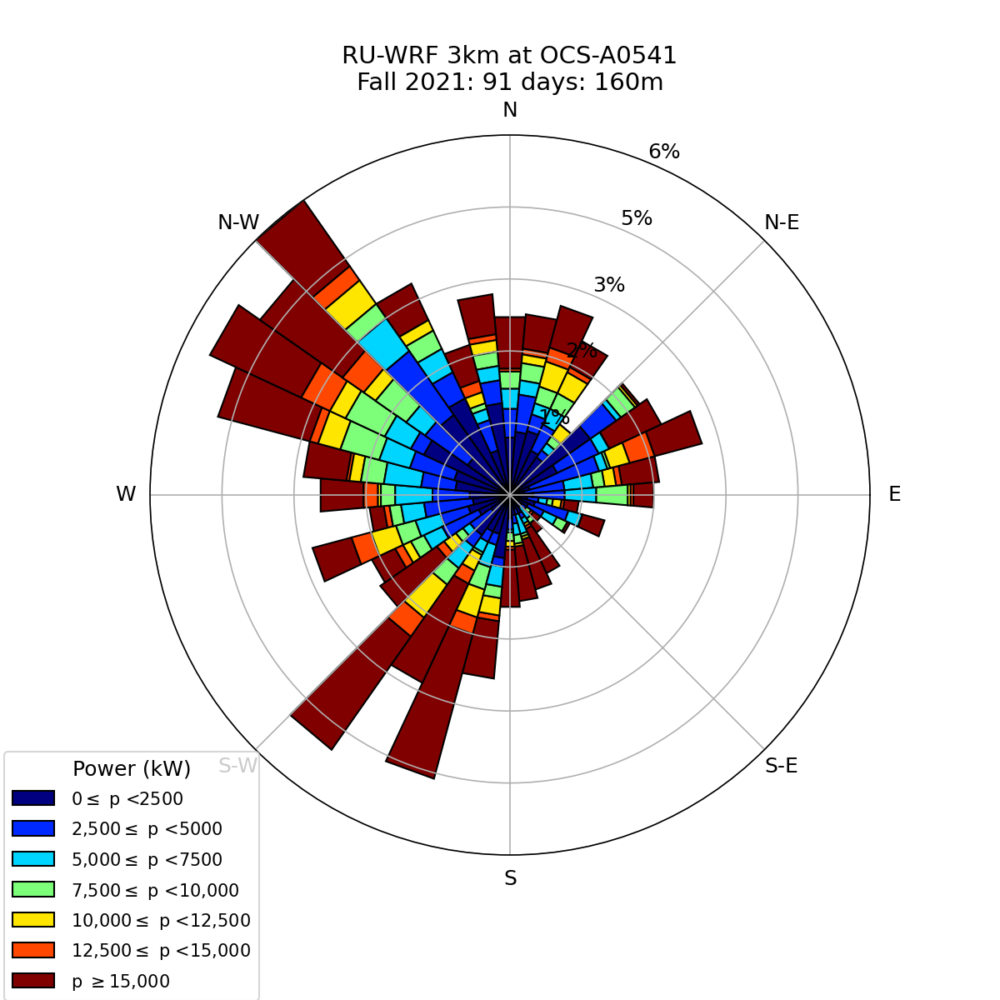 RU-WRF 3km at OCS-A0541
Fall 2021: 91 days: 160m
N
6%
N-W
5%
N-E
3%
2%
1%
W
E
S-W
S-E
S
Power (kW)
0≤ p <2500
2,500≤ p <5000
5,000≤ p <7500
7,500≤ p <10,000
10,000≤ p <12,500
12,500≤ p <15,000
p ≥15,000